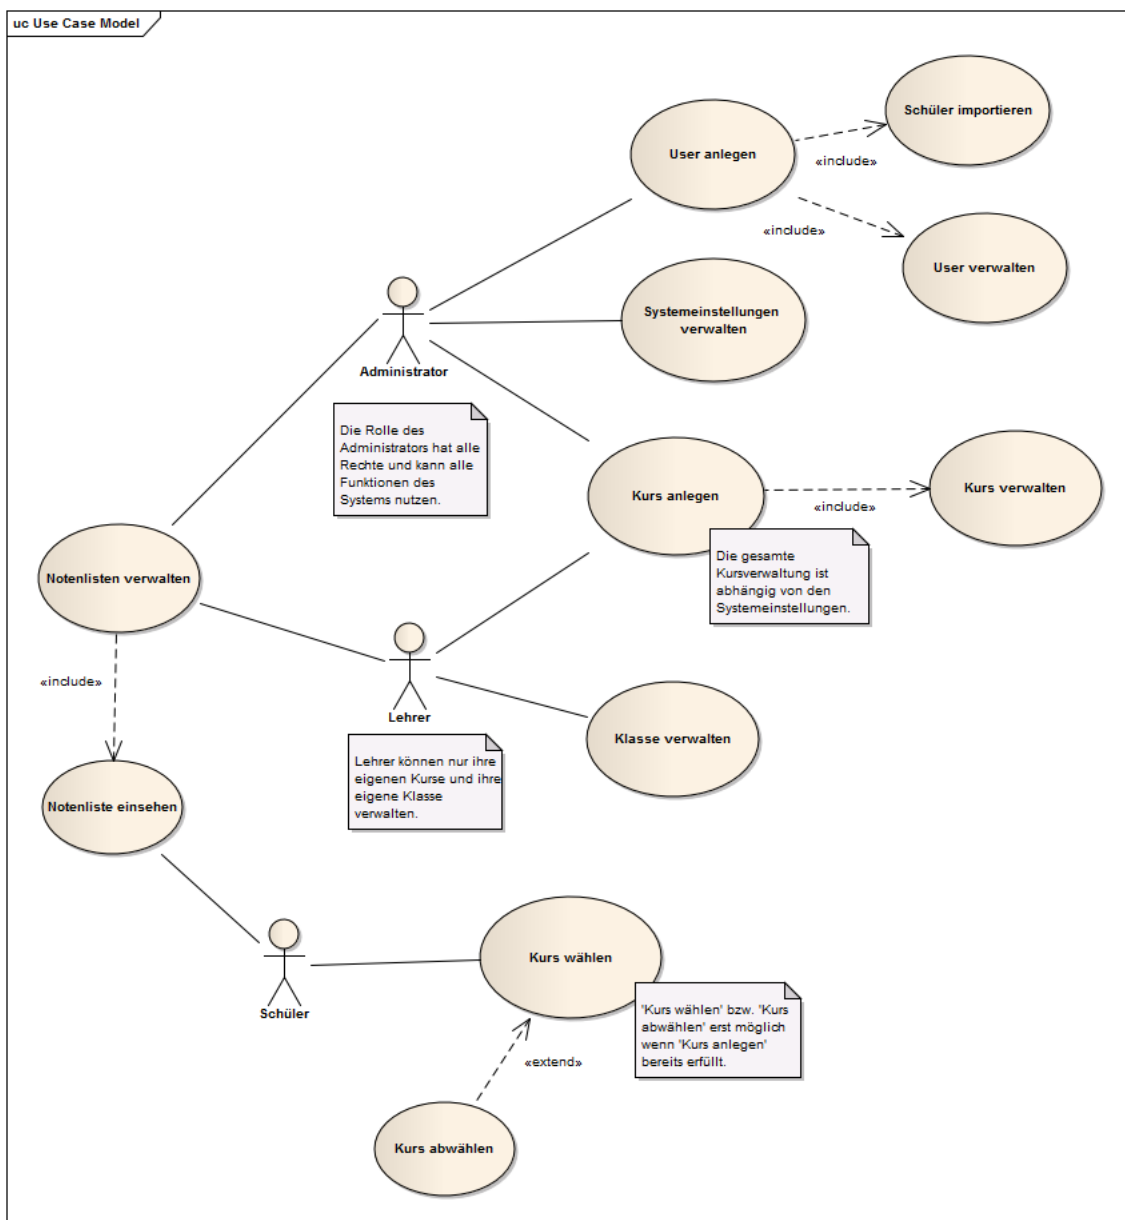 uc Use Case Model
Schüler importieren
User anlegen
«include»
«include»
User verwalten
Systemeinstellungen
verwalten
Administrator
Die Rolle des
Administrators hat alle
Rechte und kann alle
Funktionen des
Systems nutzen.
Kurs anlegen
«include»
Kurs verwalten
Die gesamte
Kursverwaltung ist
abhängig von den
Systemeinstellungen.
Notenlisten verwalten
«include»
Lehrer
Klasse verwalten
Lehrer können nur ihre
eigenen Kurse und ihre
eigene Klasse
verwalten.
Notenliste einsehen
Schüler
Kurs wählen
'Kurs wählen' bzw. 'Kurs
abwählen' erst möglich
wenn 'Kurs anlegen'
bereits erfüllt.
«extend»
Kurs abwählen